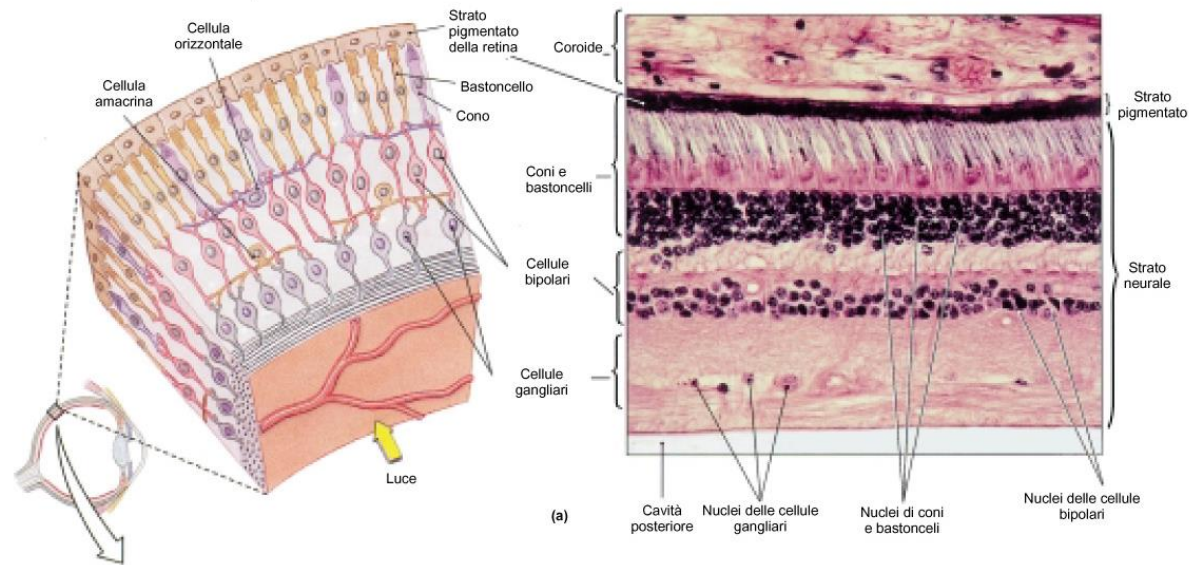 Cellula
orizzontale
Cellula
amacrina
Strato
pigmentato
della retina
Bastoncello
Cono
Cellule
bipolari
Cellule
gangliari
Luce
(a)
Coroide
Coni e
bastoncelli
Strato
pigmentato
Strato
neurale
Cavità
posteriore
Nuclei delle cellule
gangliari
Nuclei di coni
e bastonceli
Nuclei delle cellule
bipolari